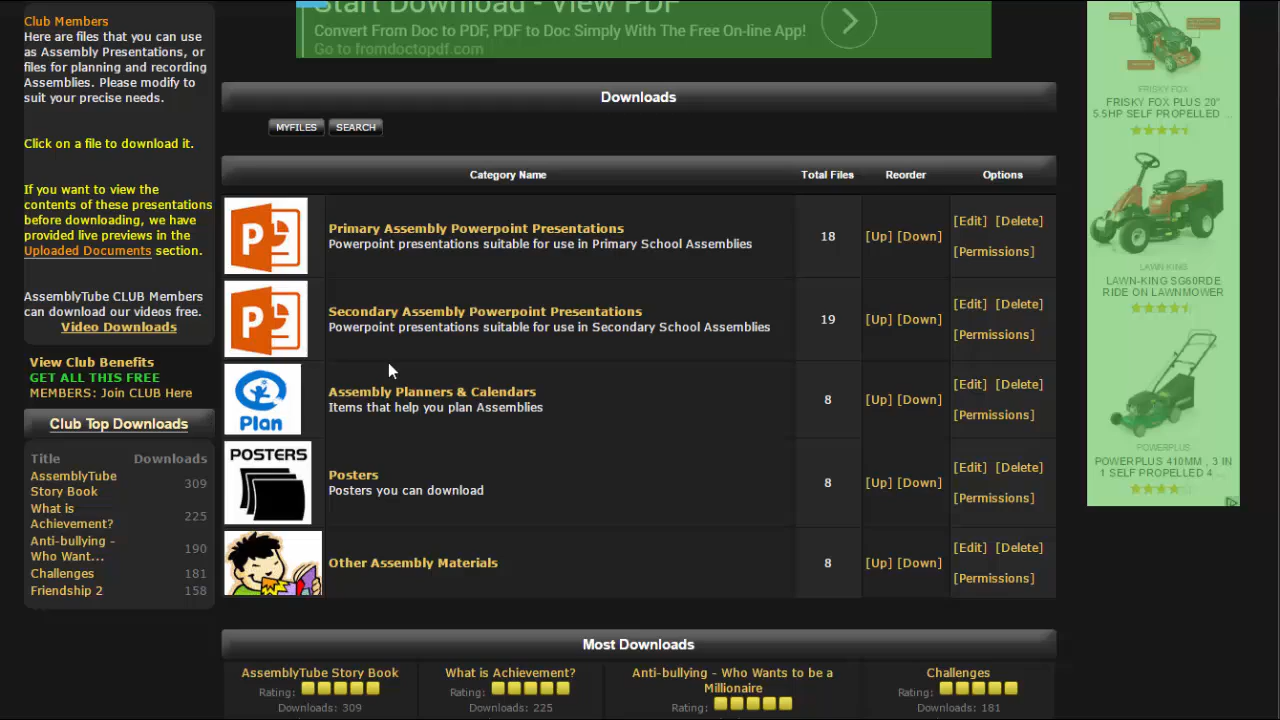 Club Members
Here are files that you can use
as Assembly Presentations, or
files for planning and recording
Assemblies. Please modify to
suit your precise needs.
Click on a file to download it.
If you want to view the
contents of these presentations
before downloading, we have
provided live previews in the
Uploaded Documents section.
AssemblyTube CLUB Members
can download our videos free.
Video Downloads
View Club Benefits
GET ALL THIS FREE
MEMBERS: Join CLUB Here
Club Top Downloads
Title Downloads
AssemblyTube
Story Book 309
What is
Achievement? 225
Anti-bullying -
Who Want... 190
Challenges 181
Friendship 2 158
Start Download - View PDF
Convert From Doc to PDF, PDF to Doc Simply With The Free On-line App!
Go to fromdoctopdf.com
Downloads
MYFILES SEARCH
Category Name Total Files Reorder Options
Primary Assembly Powerpoint Presentations
Powerpoint presentations suitable for use in Primary School Assemblies
18 [Up] [Down] [Edit] [Delete]
[Permissions]
Secondary Assembly Powerpoint Presentations
Powerpoint presentations suitable for use in Secondary School Assemblies
19 [Up] [Down] [Edit] [Delete]
[Permissions]
Plan
Assembly Planners & Calendars
Items that help you plan Assemblies
8 [Up] [Down] [Edit] [Delete]
[Permissions]
POSTERS
Posters
Posters you can download
8 [Up] [Down] [Edit] [Delete]
[Permissions]
Other Assembly Materials
8 [Up] [Down] [Edit] [Delete]
[Permissions]
Most Downloads
AssemblyTube Story Book
Rating:
Downloads: 309
What is Achievement?
Rating:
Downloads: 225
Anti-bullying - Who Wants to be a
Millionaire
Rating:
Challenges
Rating:
Downloads: 181
FRISKY FOX
FRISKY FOX PLUS 20"
5.5HP SELF PROPELLED ...
LAWN-KING
LAWN-KING SG60RDE
RIDE ON LAWNMOWER
POWERPLUS
POWERPLUS 410MM , 3 IN
1 SELF PROPELLED 4 ...